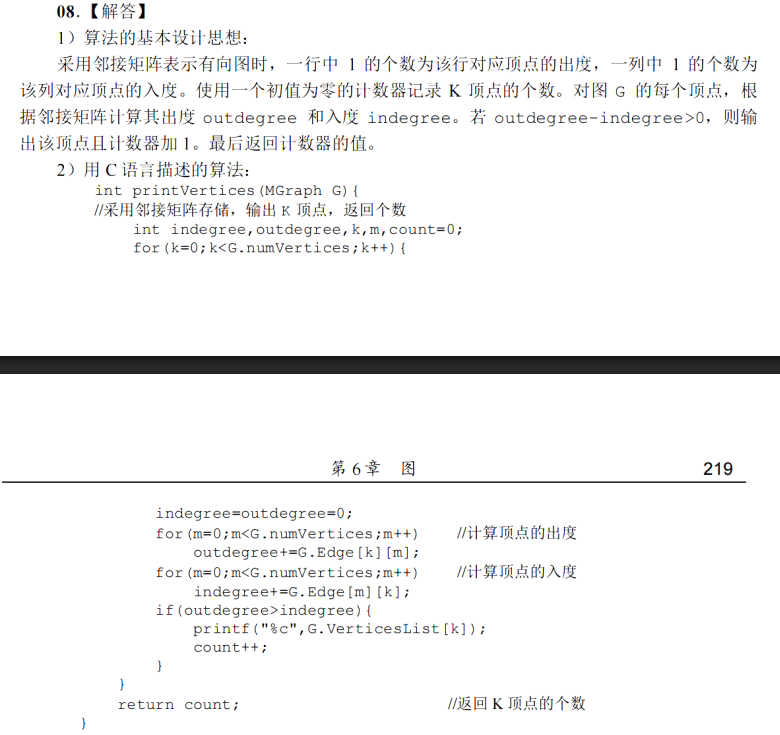 08.【解答】
1）算法的基本设计思想：
采用邻接矩阵表示有向图时，一行中 1 的个数为该行对应顶点的出度，一列中 1 的个数为
该列对应顶点的入度。使用一个初值为零的计数器记录 K 顶点的个数。对图 G 的每个顶点，根
据邻接矩阵计算其出度 outdegree 和入度 indegree。若 outdegree-indegree>0，则输
出该顶点且计数器加 1。最后返回计数器的值。
2）用 C 语言描述的算法：
int printVertices(MGraph G){
//采用邻接矩阵存储，输出 K 顶点，返回个数
int indegree,outdegree,k,m,count=0;
for(k=0;k<G.numVertices;k++){
第 6 章 图 219
indegree=outdegree=0;
for(m=0;m<G.numVertices;m++) //计算顶点的出度
outdegree+=G.Edge[k][m];
for(m=0;m<G.numVertices;m++) //计算顶点的入度
indegree+=G.Edge[m][k];
if(outdegree>indegree){
printf("%c",G.VerticesList[k]);
count++;
}
}
return count; //返回 K 顶点的个数
}